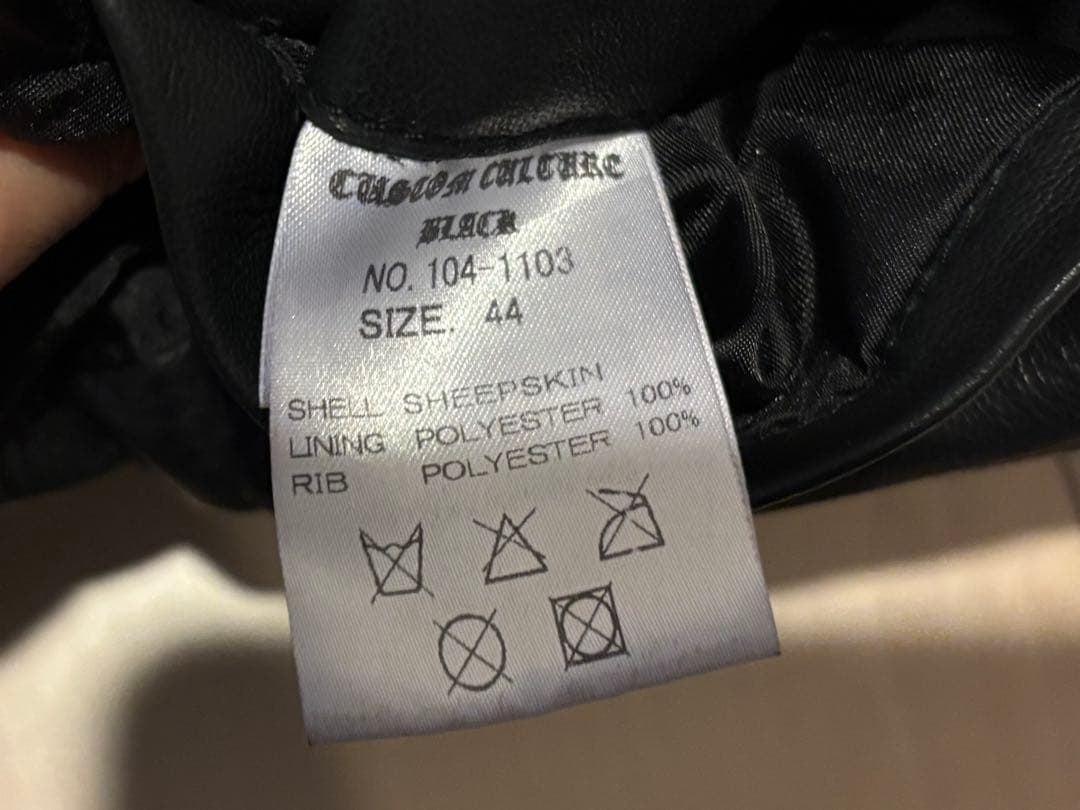 CUSTOM CULTURE
BLACK
NO. 104-1103
SIZE. 44
SHELL SHEEPSKIN
LINING POLYESTER 100%
RIB POLYESTER 100%